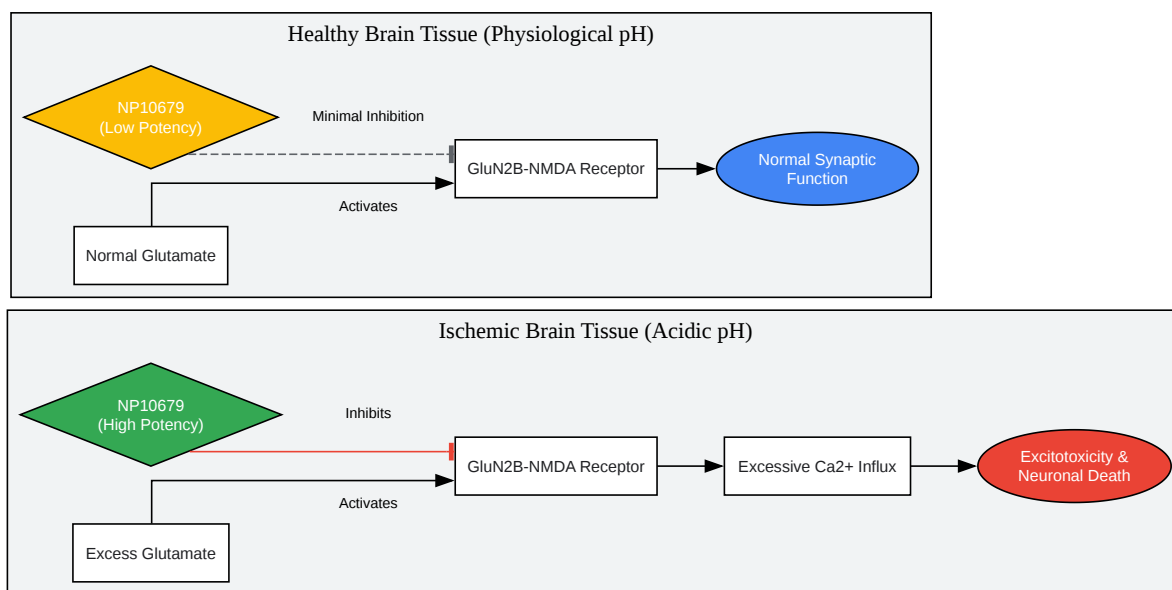 Healthy Brain Tissue (Physiological pH)
NP10679
(Low Potency)
Minimal Inhibition
GluN2B-NMDA Receptor
Normal Synaptic
Function
Activates
Normal Glutamate
Ischemic Brain Tissue (Acidic pH)
NP10679
(High Potency)
Inhibits
GluN2B-NMDA Receptor
Excessive Ca2+ Influx
Excitotoxicity &
Neuronal Death
Activates
Excess Glutamate